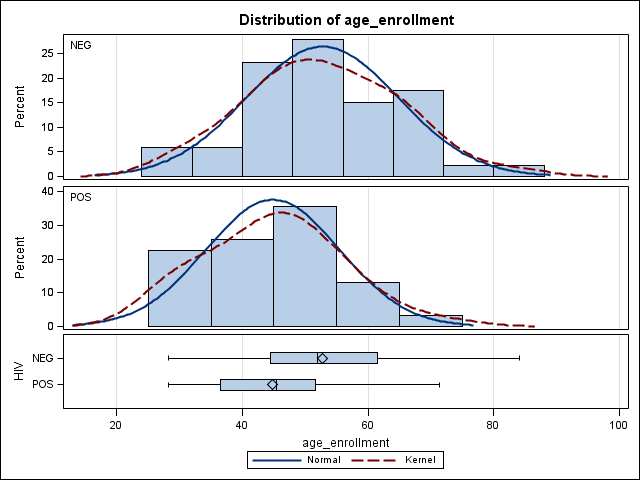 Distribution of age_enrollment
NEG
Percent
25
20
15
10
5
0
POS
Percent
40
30
20
10
0
HIV
NEG
POS
20 40 60 80 100
age_enrollment
Normal Kernel